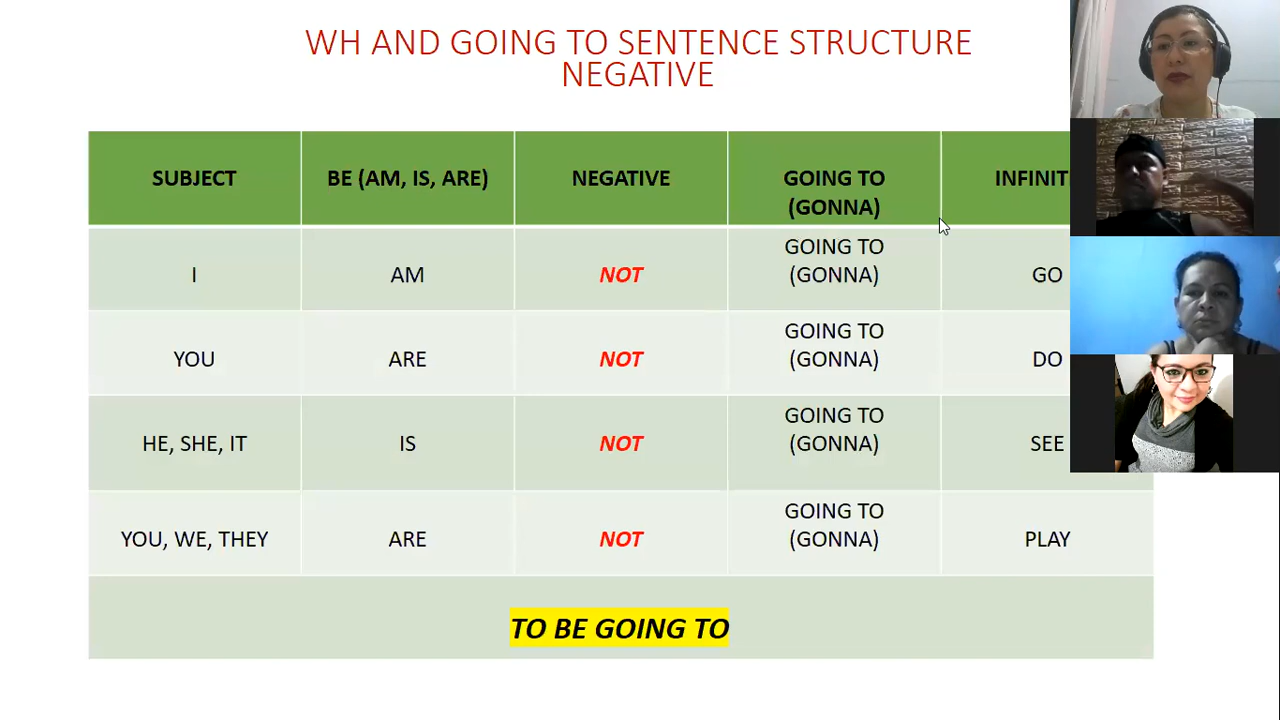 WH AND GOING TO SENTENCE STRUCTURE
NEGATIVE
SUBJECT BE (AM, IS, ARE) NEGATIVE GOING TO (GONNA) INFINIT
I AM NOT GOING TO (GONNA) GO
YOU ARE NOT GOING TO (GONNA) DO
HE, SHE, IT IS NOT GOING TO (GONNA) SEE
YOU, WE, THEY ARE NOT GOING TO (GONNA) PLAY
TO BE GOING TO